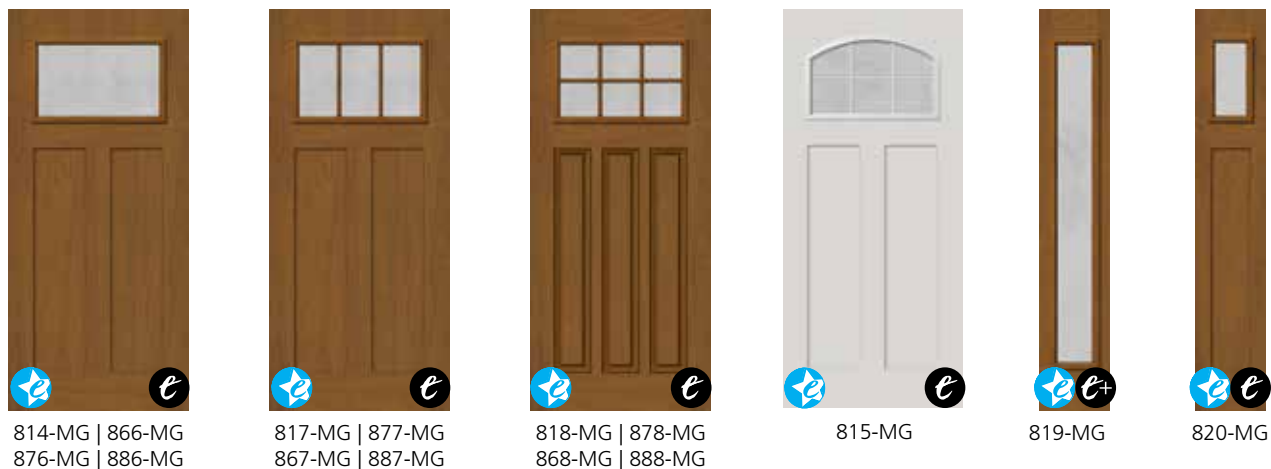 e e
e e
e e
e e
e e+
e e
814-MG | 866-MG
876-MG | 886-MG
817-MG | 877-MG
867-MG | 887-MG
818-MG | 878-MG
868-MG | 888-MG
815-MG
819-MG
820-MG